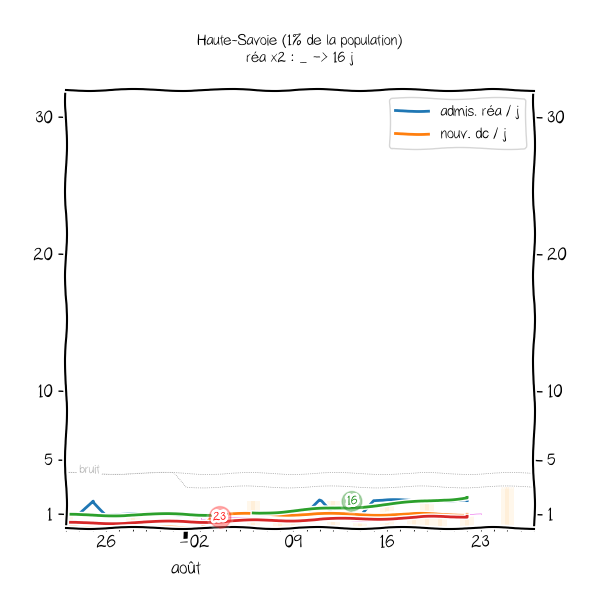 Haute-Savoie (1% de la population)
réa x2 : _ -> 16 j
admis. réa / j
nouv. dc / j
30
30
20
20
10
10
5
5
bruit
16
23
1
1
26
02
09
16
23
août